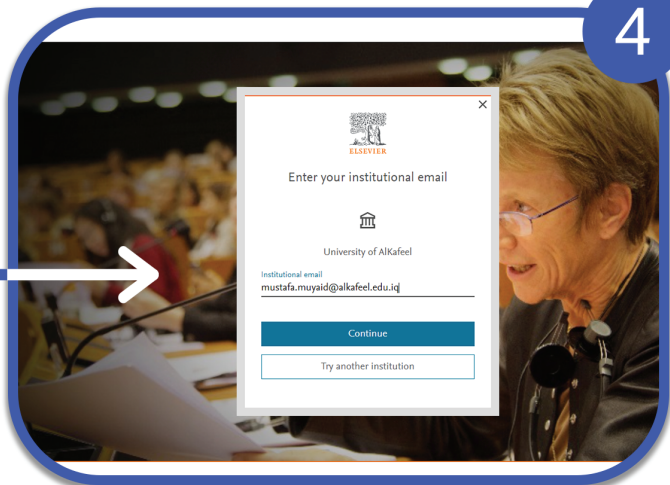 4
×
ELSEVIER
Enter your institutional email
University of AlKafeel
Institutional email
mustafa.muyaid@alkafeel.edu.iq
Continue
Try another institution